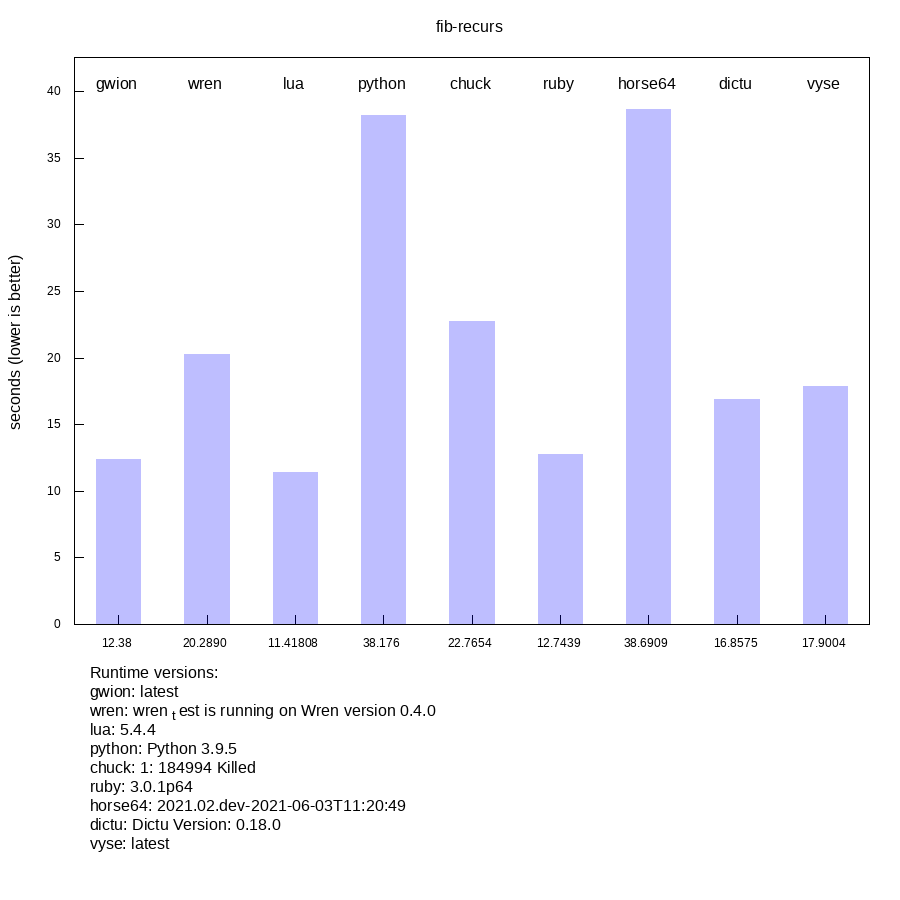 fib-recurs
gwion wren lua python chuck ruby horse64 dictu vyse
seconds (lower is better)
40
35
30
25
20
15
10
5
0
12.38 20.2890 11.41808 38.176 22.7654 12.7439 38.6909 16.8575 17.9004
Runtime versions:
gwion: latest
wren: wren t est is running on Wren version 0.4.0
lua: 5.4.4
python: Python 3.9.5
chuck: 1: 184994 Killed
ruby: 3.0.1p64
horse64: 2021.02.dev-2021-06-03T11:20:49
dictu: Dictu Version: 0.18.0
vyse: latest